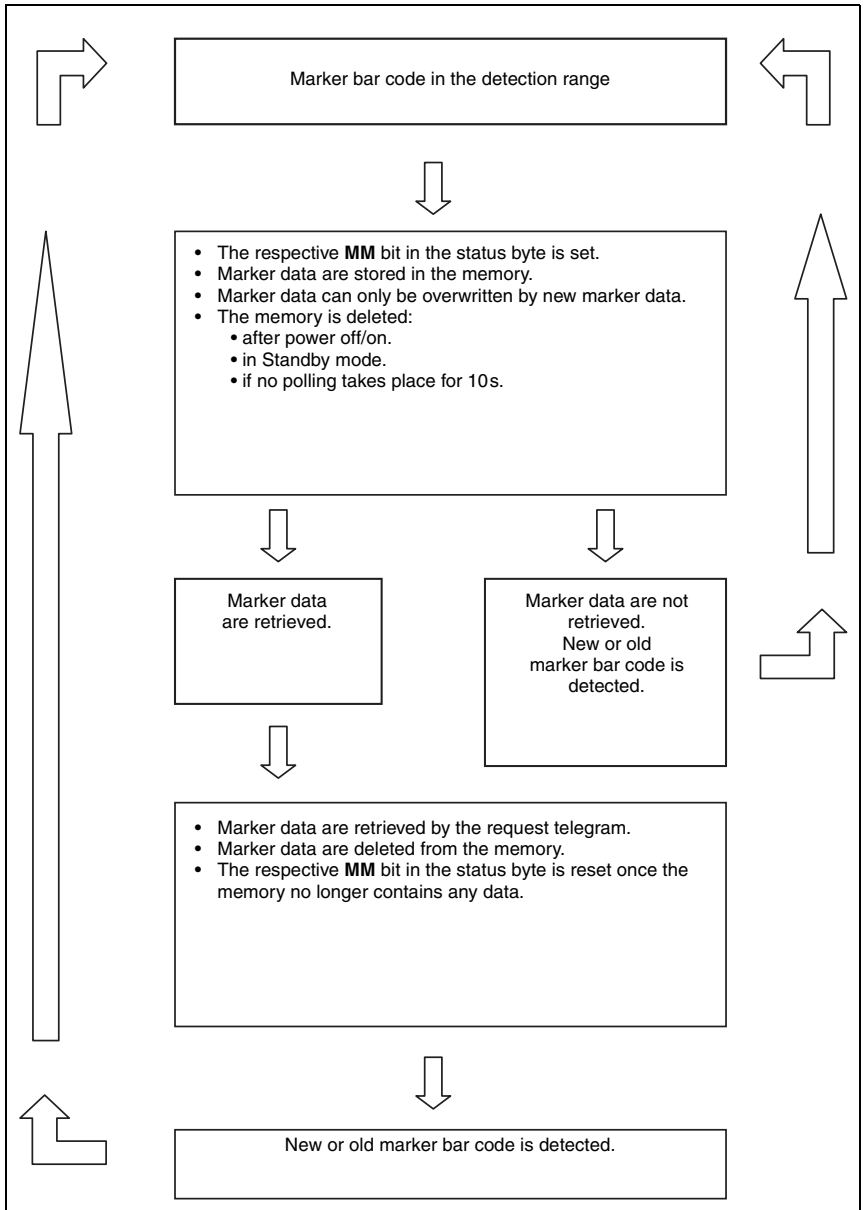 Marker bar code in the detection range
• The respective MM bit in the status byte is set.
• Marker data are stored in the memory.
• Marker data can only be overwritten by new marker data.
• The memory is deleted:
• after power off/on.
• in Standby mode.
• if no polling takes place for 10s.
Marker data
are retrieved.
Marker data are not
retrieved.
New or old
marker bar code is
detected.
• Marker data are retrieved by the request telegram.
• Marker data are deleted from the memory.
• The respective MM bit in the status byte is reset once the
memory no longer contains any data.
New or old marker bar code is detected.